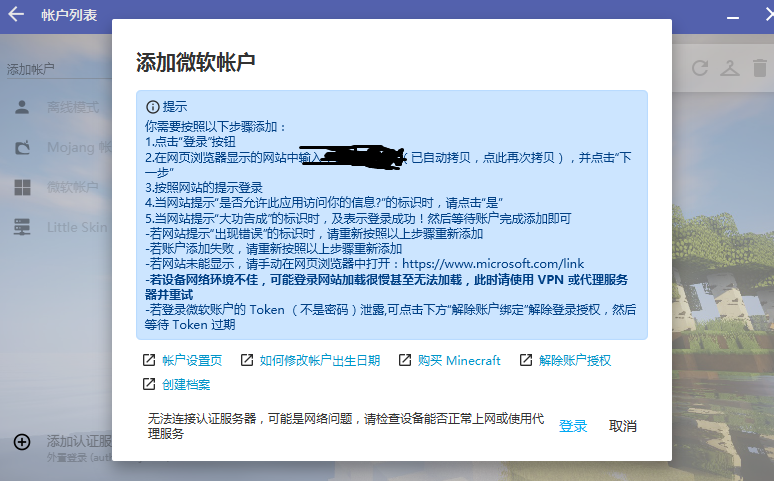 帐户列表
添加帐户
离线模式
Mojang 帐
微软帐户
Little Skin
添加认证服
外置登录 (auth
添加微软帐户
提示
你需要按照以下步骤添加：
1.点击“登录”按钮
2.在网页浏览器显示的网站中输入 已自动拷贝，点此再次拷贝），并点击“下
一步”
3.按照网站的提示登录
4.当网站提示“是否允许此应用访问你的信息?”的标识时，请点击“是”
5.当网站提示“大功告成”的标识时，及表示登录成功！然后等待账户完成添加即可
-若网站提示“出现错误”的标识时，请重新按照以上步骤重新添加
-若账户添加失败，请重新按照以上步骤重新添加
-若网站未能显示，请手动在网页浏览器中打开：https://www.microsoft.com/link
-若设备网络环境不佳，可能登录网站加载很慢甚至无法加载，此时请使用 VPN 或代理服务
器并重试
-若登录微软账户的 Token （不是密码）泄露,可点击下方“解除账户绑定”解除登录授权，然后
等待 Token 过期
帐户设置页 如何修改帐户出生日期 购买 Minecraft 解除账户授权
创建档案
无法连接认证服务器，可能是网络问题，请检查设备能否正常上网或使用代
理服务
登录 取消